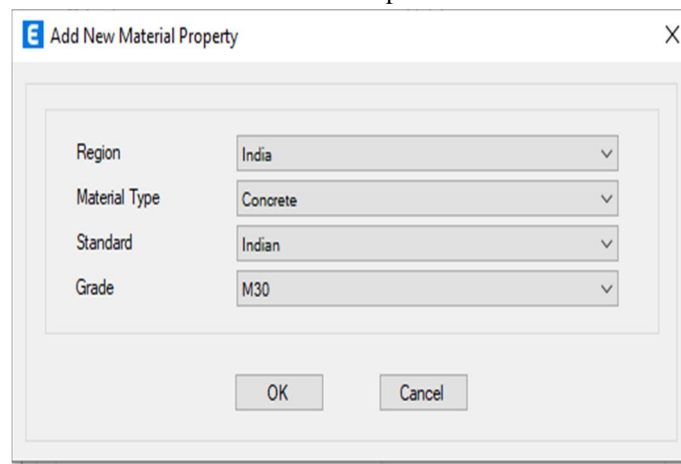 E Add New Material Property X
Region India
Material Type Concrete
Standard Indian
Grade M30
OK Cancel